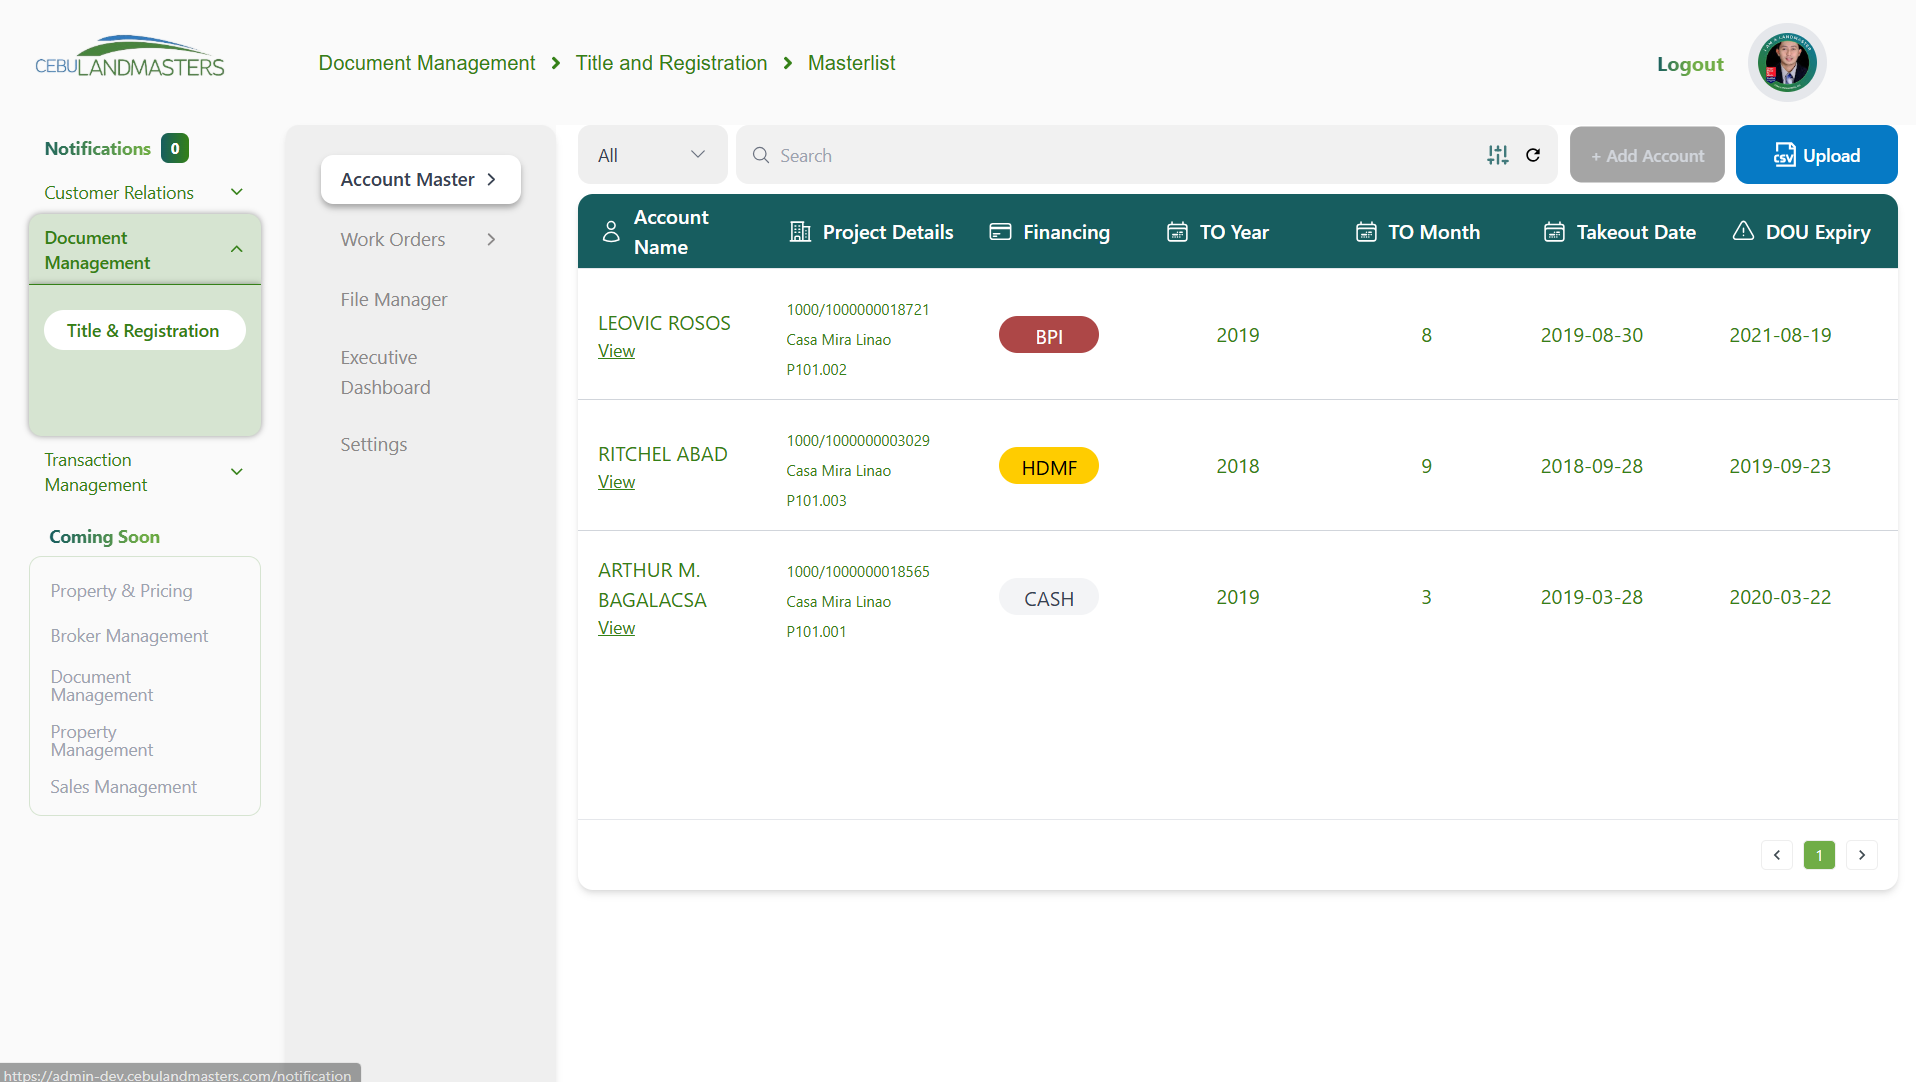 CEBULANDMASTERS
Document Management > Title and Registration > Masterlist
Logout
Notifications 0
Customer Relations
Document
Management
Title & Registration
Transaction
Management
Coming Soon
Property & Pricing
Broker Management
Document
Management
Property
Management
Sales Management
Account Master
Work Orders
File Manager
Executive
Dashboard
Settings
All
Search
+ Add Account
CSV Upload
Account
Name
Project Details
Financing
TO Year
TO Month
Takeout Date
DOU Expiry
LEOVIC ROSOS
View
1000/1000000018721
Casa Mira Linao
P101.002
BPI
2019
8
2019-08-30
2021-08-19
RITCHEL ABAD
View
1000/1000000003029
Casa Mira Linao
P101.003
HDMF
2018
9
2018-09-28
2019-09-23
ARTHUR M.
BAGALACSA
View
1000/1000000018565
Casa Mira Linao
P101.001
CASH
2019
3
2019-03-28
2020-03-22
1
https://admin-dev.cebulandmasters.com/notification